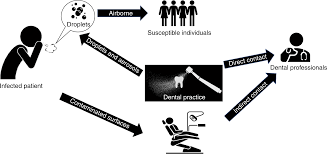 Droplets
Airborne
Susceptible individuals
Infected patient
Droplets and aerosols
Dental practice
Direct contact
Dental professionals
Indirect contact
Contaminated surfaces